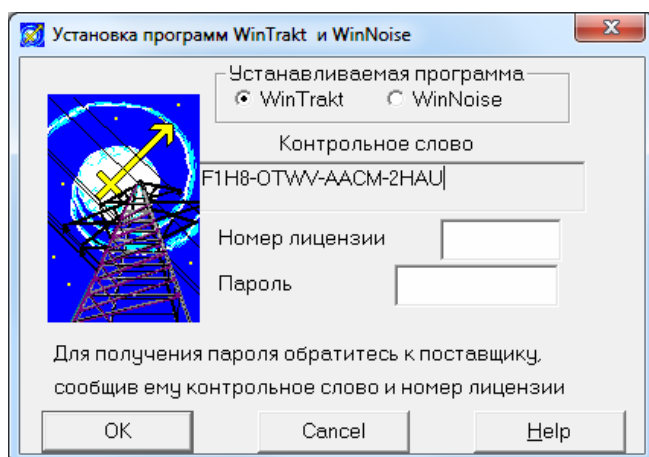 Установка программ WinTrakt и WinNoise
Устанавливаемая программа
WinTrakt WinNoise
Контрольное слово
F1H8-OTWV-AACM-2HAU
Номер лицензии
Пароль
Для получения пароля обратитесь к поставщику,
сообщив ему контрольное слово и номер лицензии
OK Cancel Help